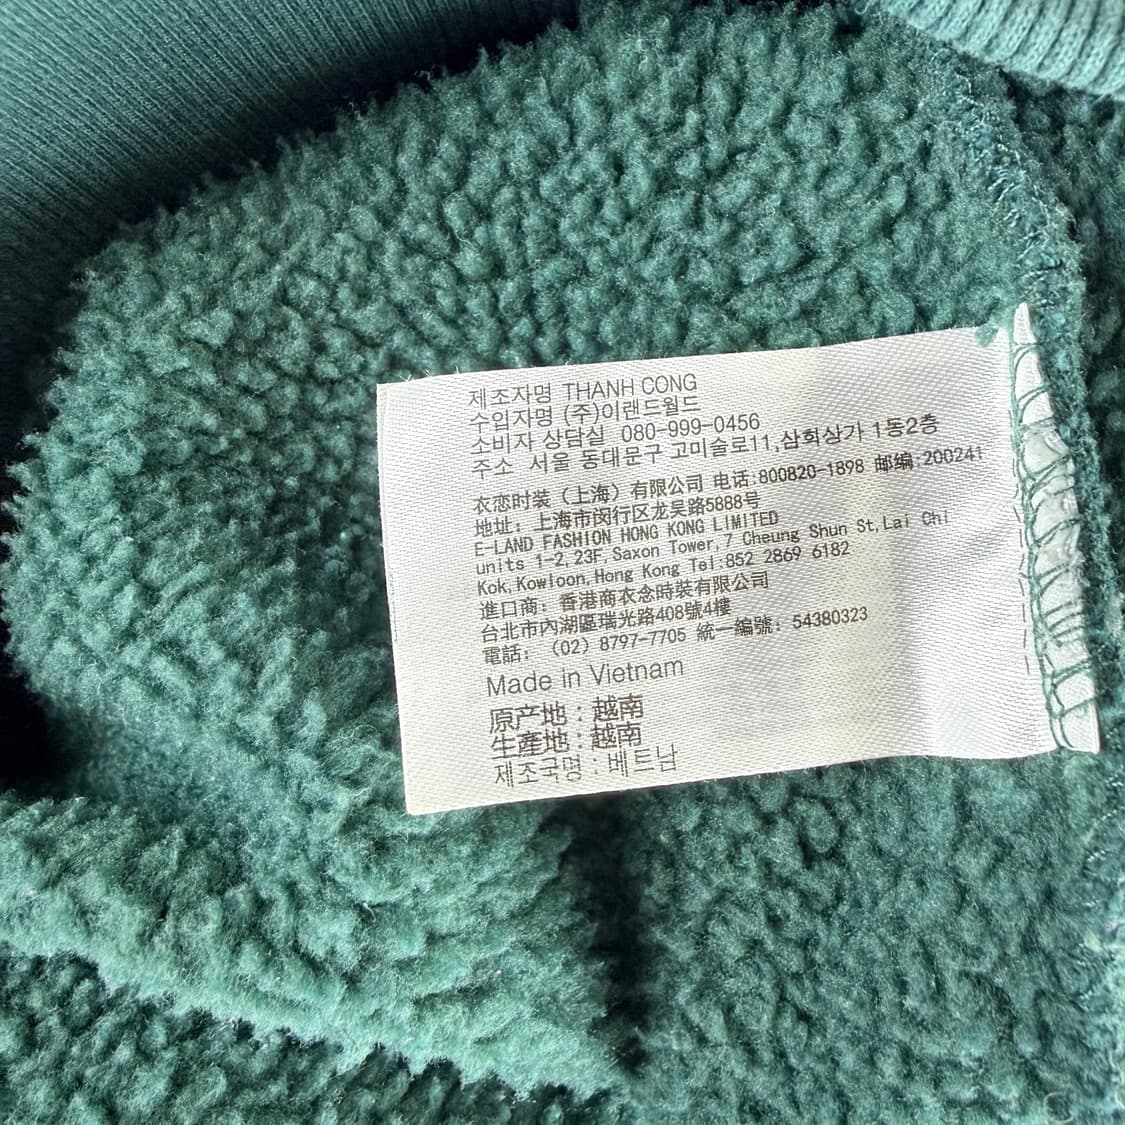 제조자명 THANH CONG
수입자명 (주)이랜드월드
소비자 상담실 080-999-0456
주소 서울 동대문구 고미술로11,삼희상가 1동2층
衣恋时装（上海）有限公司 电话:800820-1898 邮编:200241
地址: 上海市闵行区龙吴路5888号
E-LAND FASHION HONG KONG LIMITED
units 1-2,23F,Saxon Tower,7 Cheung Shun St,Lai Chi
Kok,Kowloon,Hong Kong Tel:852 2869 6182
進口商: 香港商衣念時裝有限公司
台北市內湖區瑞光路408號4樓
電話: (02) 8797-7705 統一編號: 54380323
Made in Vietnam
原产地 : 越南
生產地 : 越南
제조국명 : 베트남